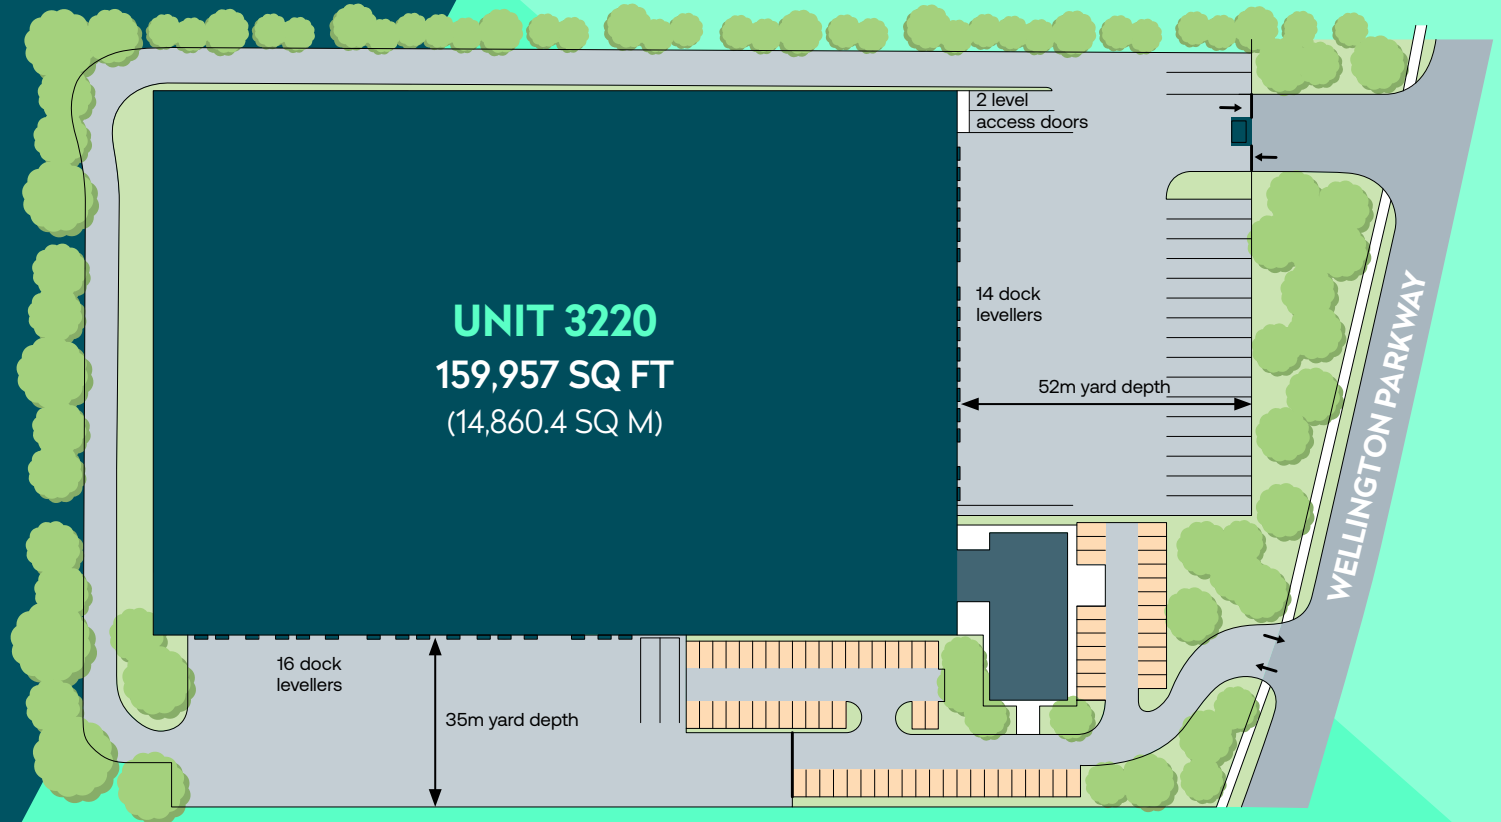 2 level
access doors
UNIT 3220
159,957 SQ FT
(14,860.4 SQ M)
14 dock
levellers
52m yard depth
WELLINGTON PARKWAY
16 dock
levellers
35m yard depth